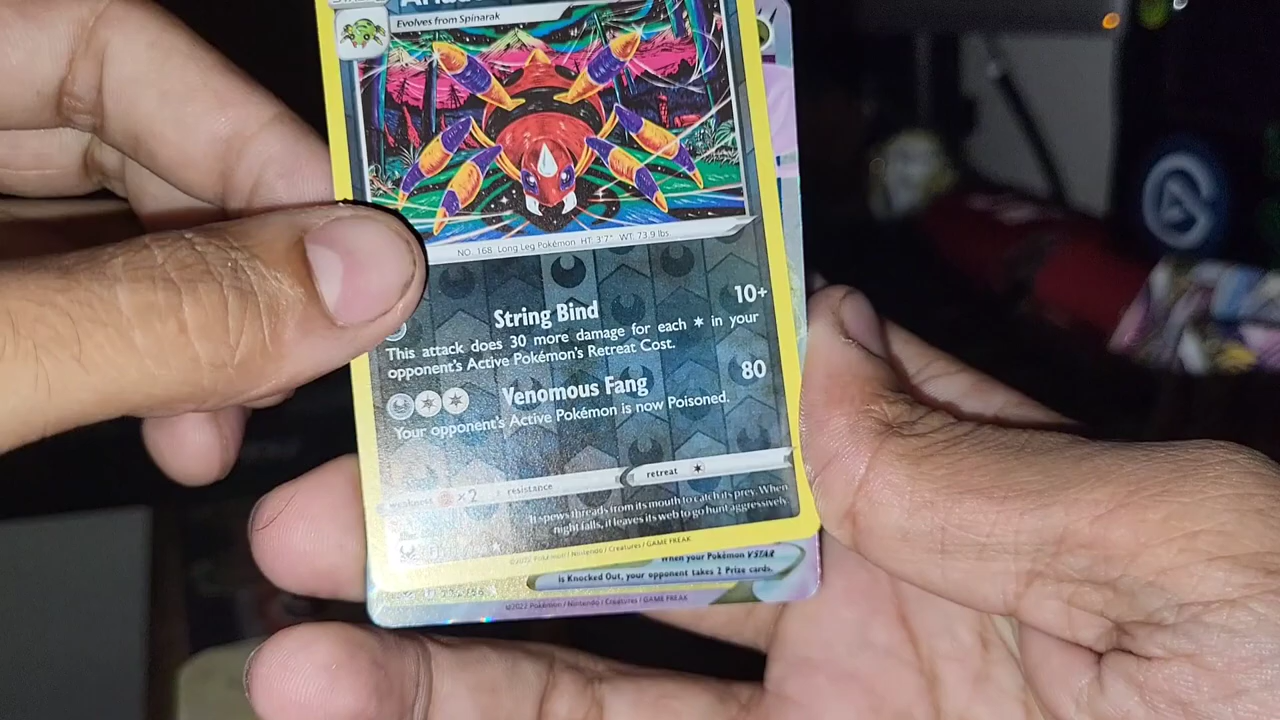 Evolves from Spinarak
NO. 168 Long Leg Pokémon HT: 3'7" WT: 73.9 lbs
String Bind 10+
This attack does 30 more damage for each ✶ in your
opponent's Active Pokémon's Retreat Cost.
Venomous Fang 80
Your opponent's Active Pokémon is now Poisoned.
weakness ×2 resistance retreat
It spews threads from its mouth to catch its prey. When
night falls, it leaves its web to go hunt aggressively
©2022 Pokémon / Nintendo / Creatures / GAME FREAK
When your Pokémon VSTAR
is Knocked Out, your opponent takes 2 Prize cards.
©2022 Pokémon / Nintendo / Creatures / GAME FREAK